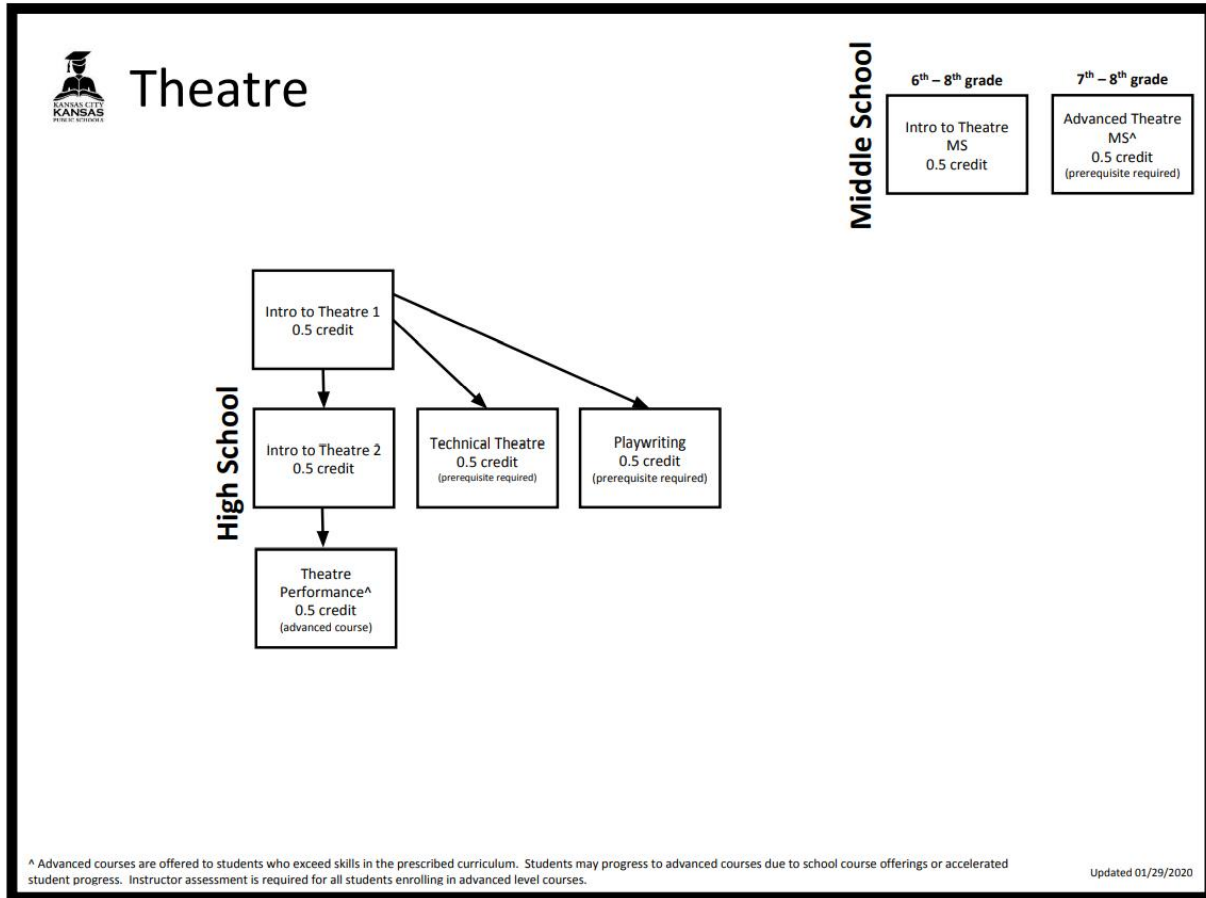 KANSAS CITY
KANSAS
PUBLIC SCHOOLS
Theatre
Middle School
6th – 8th grade
Intro to Theatre
MS
0.5 credit
7th – 8th grade
Advanced Theatre
MS^
0.5 credit
(prerequisite required)
High School
Intro to Theatre 1
0.5 credit
Intro to Theatre 2
0.5 credit
Technical Theatre
0.5 credit
(prerequisite required)
Playwriting
0.5 credit
(prerequisite required)
Theatre
Performance^
0.5 credit
(advanced course)
^ Advanced courses are offered to students who exceed skills in the prescribed curriculum.  Students may progress to advanced courses due to school course offerings or accelerated
student progress.  Instructor assessment is required for all students enrolling in advanced level courses.
Updated 01/29/2020